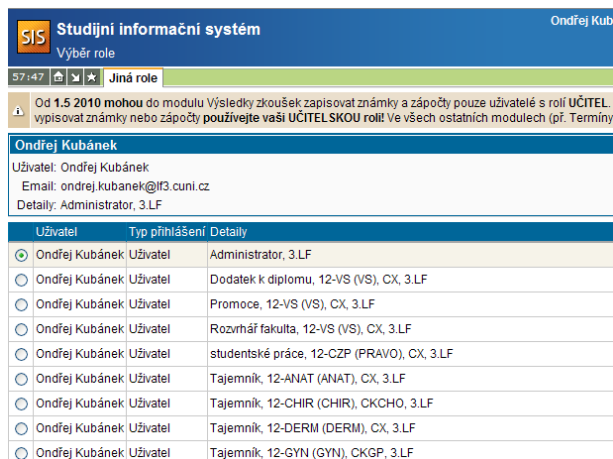 SIS
Studijní informační systém
Ondřej Kub
Výběr role
57:47 Jiná role
Od 1.5 2010 mohou do modulu Výsledky zkoušek zapisovat známky a zápočty pouze uživatelé s rolí UČITEL.
vypisovat známky nebo zápočty používejte vaši UČITELSKOU roli! Ve všech ostatních modulech (př. Termíny
Ondřej Kubánek
Uživatel: Ondřej Kubánek
Email: ondrej.kubanek@lf3.cuni.cz
Detaily: Administrator, 3.LF
Uživatel Typ přihlášení Detaily
Ondřej Kubánek Uživatel Administrator, 3.LF
Ondřej Kubánek Uživatel Dodatek k diplomu, 12-VS (VS), CX, 3.LF
Ondřej Kubánek Uživatel Promoce, 12-VS (VS), CX, 3.LF
Ondřej Kubánek Uživatel Rozvrhář fakulta, 12-VS (VS), CX, 3.LF
Ondřej Kubánek Uživatel studentské práce, 12-CZP (PRAVO), CX, 3.LF
Ondřej Kubánek Uživatel Tajemník, 12-ANAT (ANAT), CX, 3.LF
Ondřej Kubánek Uživatel Tajemník, 12-CHIR (CHIR), CKCHO, 3.LF
Ondřej Kubánek Uživatel Tajemník, 12-DERM (DERM), CX, 3.LF
Ondřej Kubánek Uživatel Tajemník, 12-GYN (GYN), CKGP, 3.LF